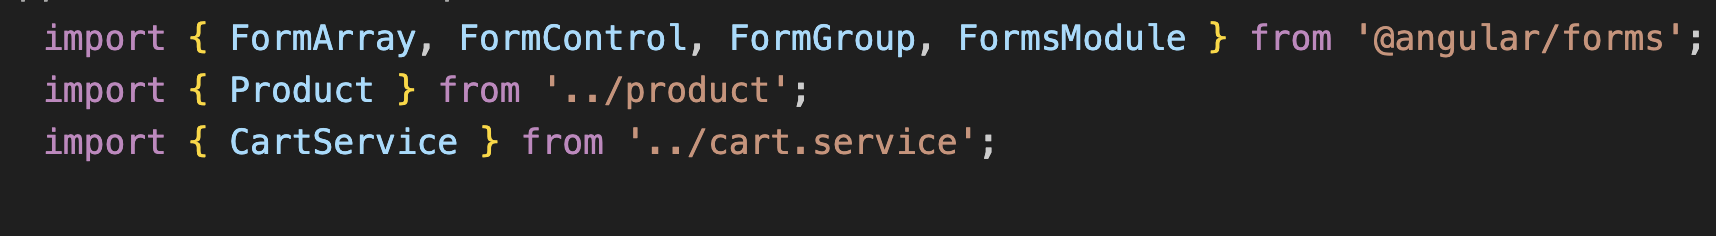 import { FormArray, FormControl, FormGroup, FormsModule } from '@angular/forms';
import { Product } from '../product';
import { CartService } from '../cart.service';